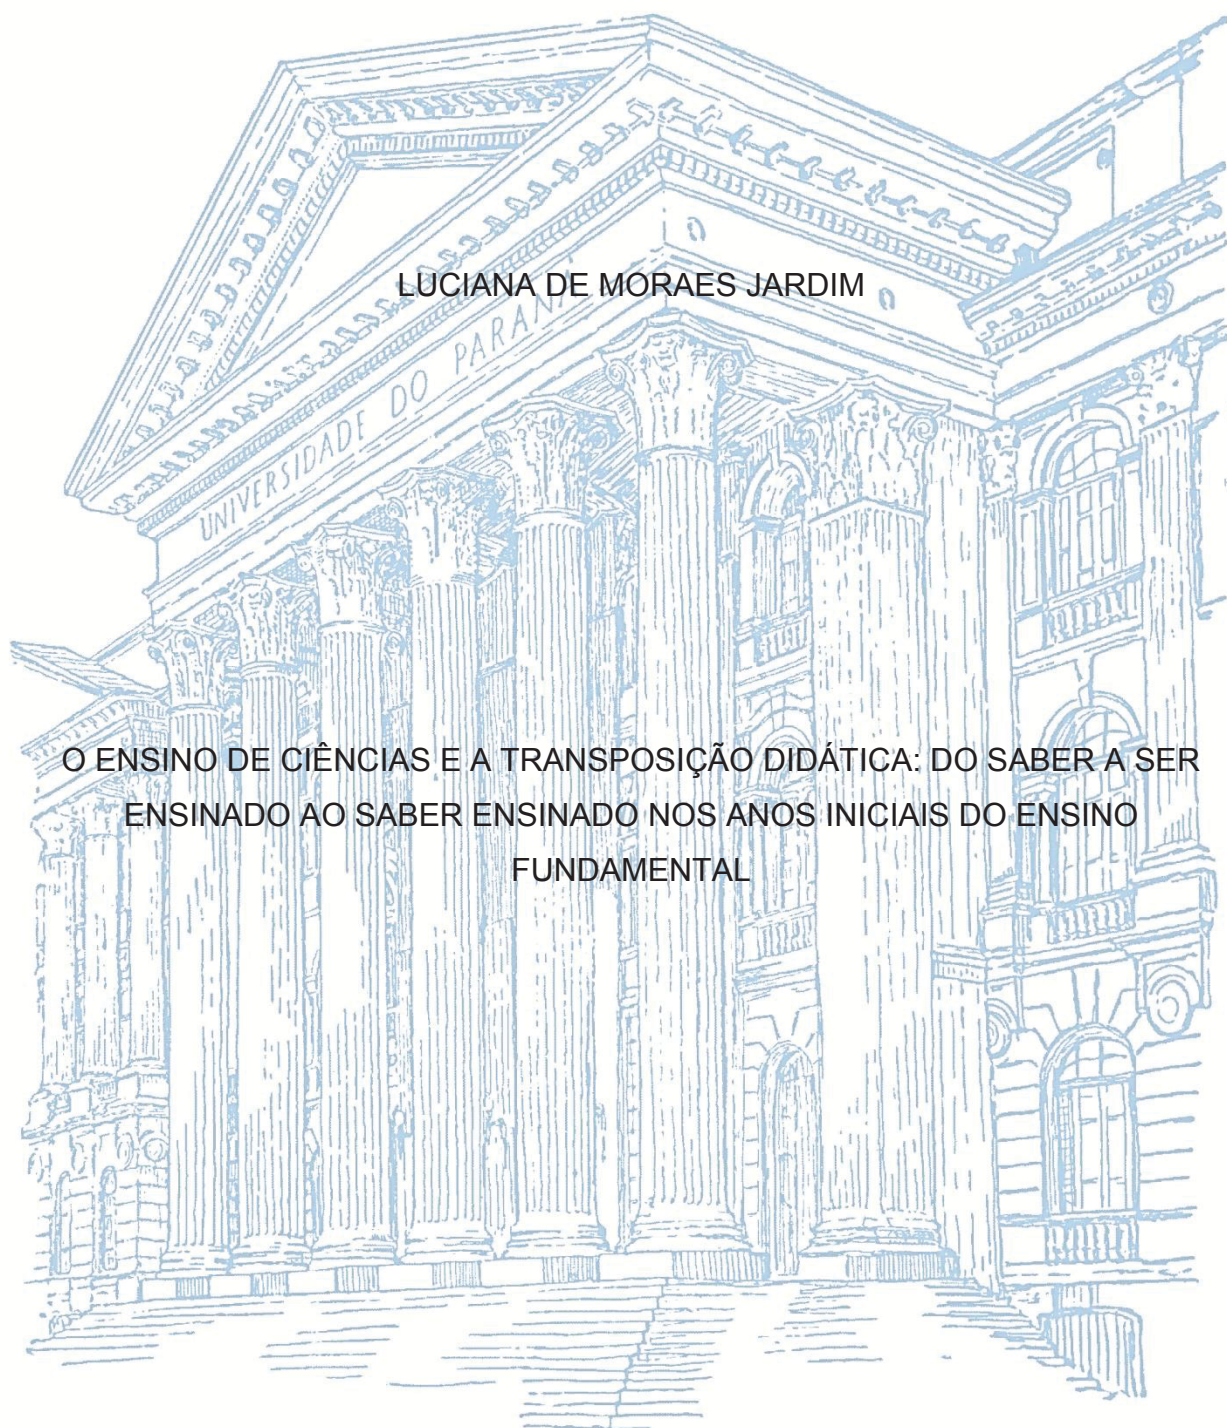 LUCIANA DE MORAES JARDIM
UNIVERSIDADE DO PARANÁ
O ENSINO DE CIÊNCIAS E A TRANSPOSIÇÃO DIDÁTICA: DO SABER A SER
ENSINADO AO SABER ENSINADO NOS ANOS INICIAIS DO ENSINO
FUNDAMENTAL